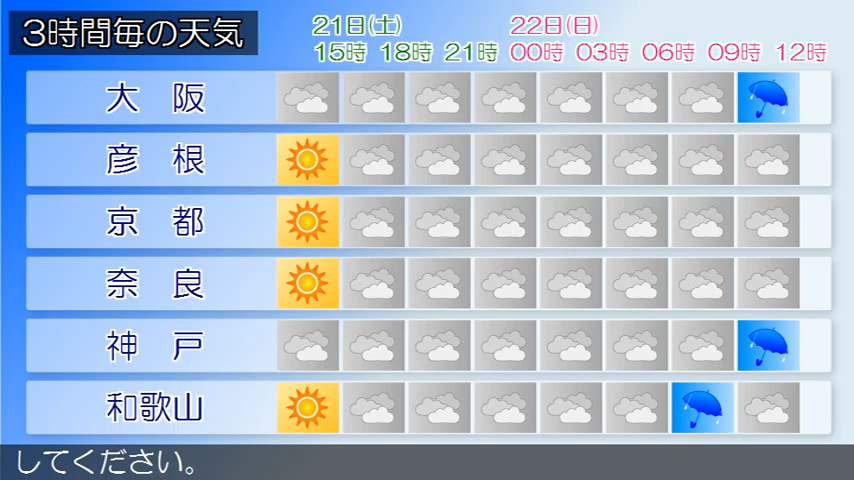 3時間毎の天気
21日(土) 22日(日)
15時 18時 21時 00時 03時 06時 09時 12時
大 阪
彦 根
京 都
奈 良
神 戸
和歌山
してください。